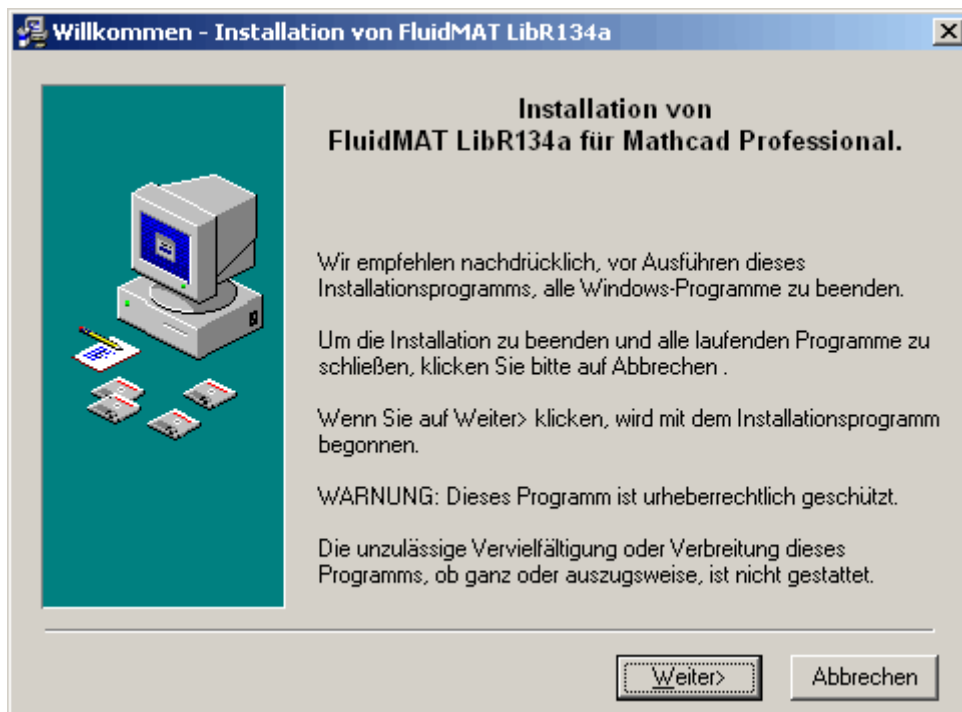 Willkommen - Installation von FluidMAT LibR134a
Installation von
FluidMAT LibR134a für Mathcad Professional.
Wir empfehlen nachdrücklich, vor Ausführen dieses
Installationsprogramms, alle Windows-Programme zu beenden.
Um die Installation zu beenden und alle laufenden Programme zu
schließen, klicken Sie bitte auf Abbrechen .
Wenn Sie auf Weiter> klicken, wird mit dem Installationsprogramm
begonnen.
WARNUNG: Dieses Programm ist urheberrechtlich geschützt.
Die unzulässige Vervielfältigung oder Verbreitung dieses
Programms, ob ganz oder auszugsweise, ist nicht gestattet.
Weiter>
Abbrechen